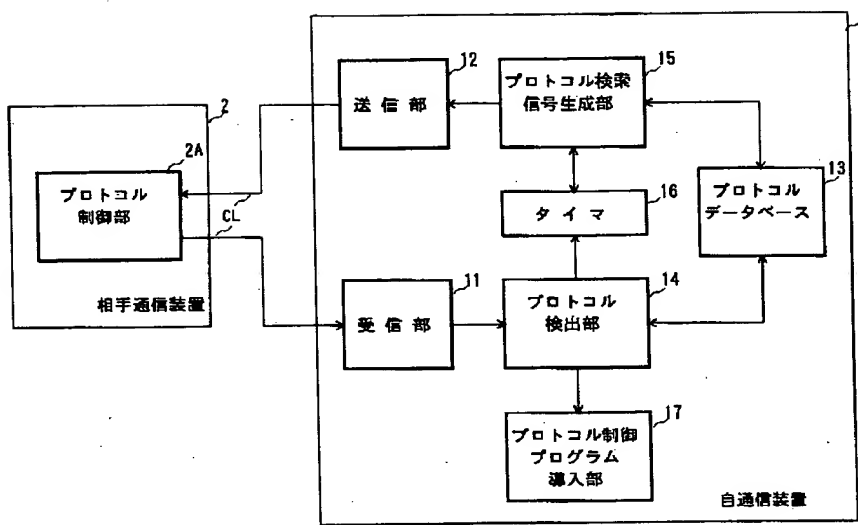 12
送信部
15
プロトコル検索
信号生成部
2
2A
プロトコル
制御部
CL
相手通信装置
16
タイマ
13
プロトコル
データベース
11
受信部
14
プロトコル
検出部
17
プロトコル制御
プログラム
導入部
自通信装置